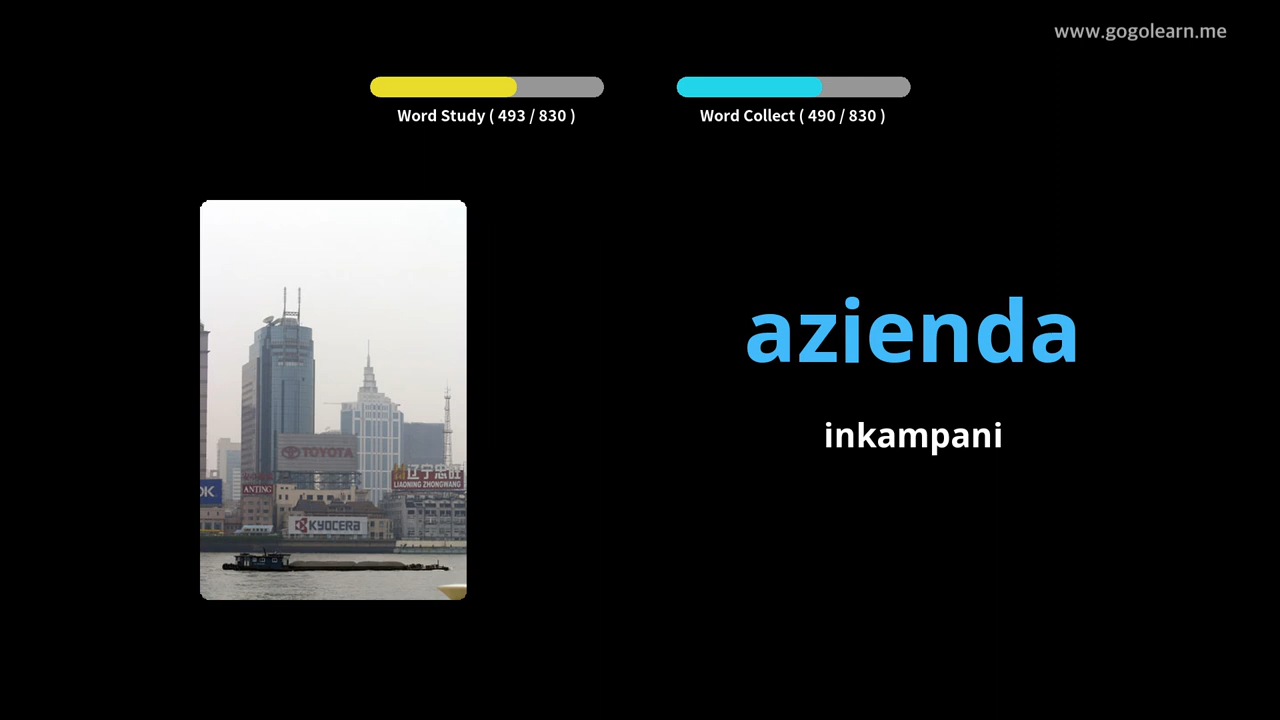 www.gogolearn.me
Word Study ( 493 / 830 )
Word Collect ( 490 / 830 )
azienda
inkampani
TOYOTA
辽宁忠旺
LIAONING ZHONGWANG
OK
ANTING
KYOCERA